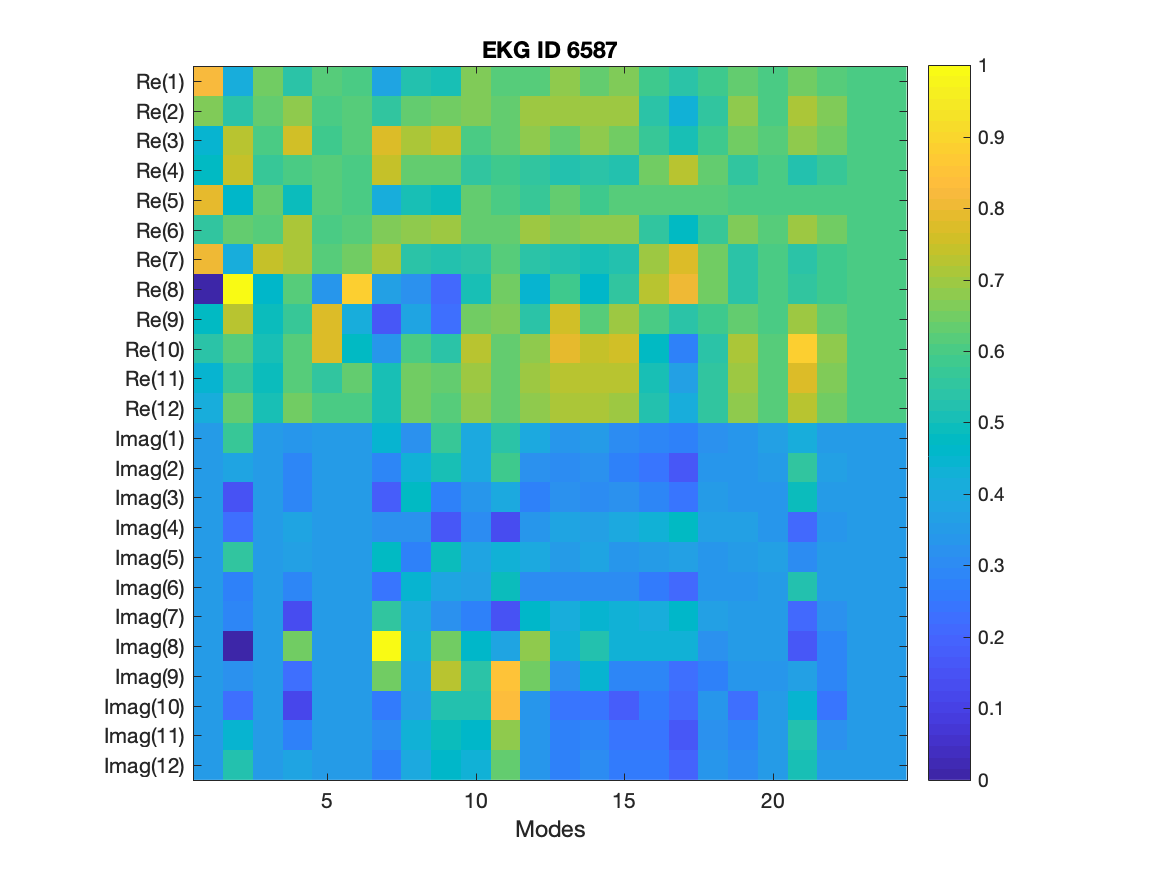 EKG ID 6587
Re(1)
Re(2)
Re(3)
Re(4)
Re(5)
Re(6)
Re(7)
Re(8)
Re(9)
Re(10)
Re(11)
Re(12)
Imag(1)
Imag(2)
Imag(3)
Imag(4)
Imag(5)
Imag(6)
Imag(7)
Imag(8)
Imag(9)
Imag(10)
Imag(11)
Imag(12)
5 10 15 20
Modes
1
0.9
0.8
0.7
0.6
0.5
0.4
0.3
0.2
0.1
0